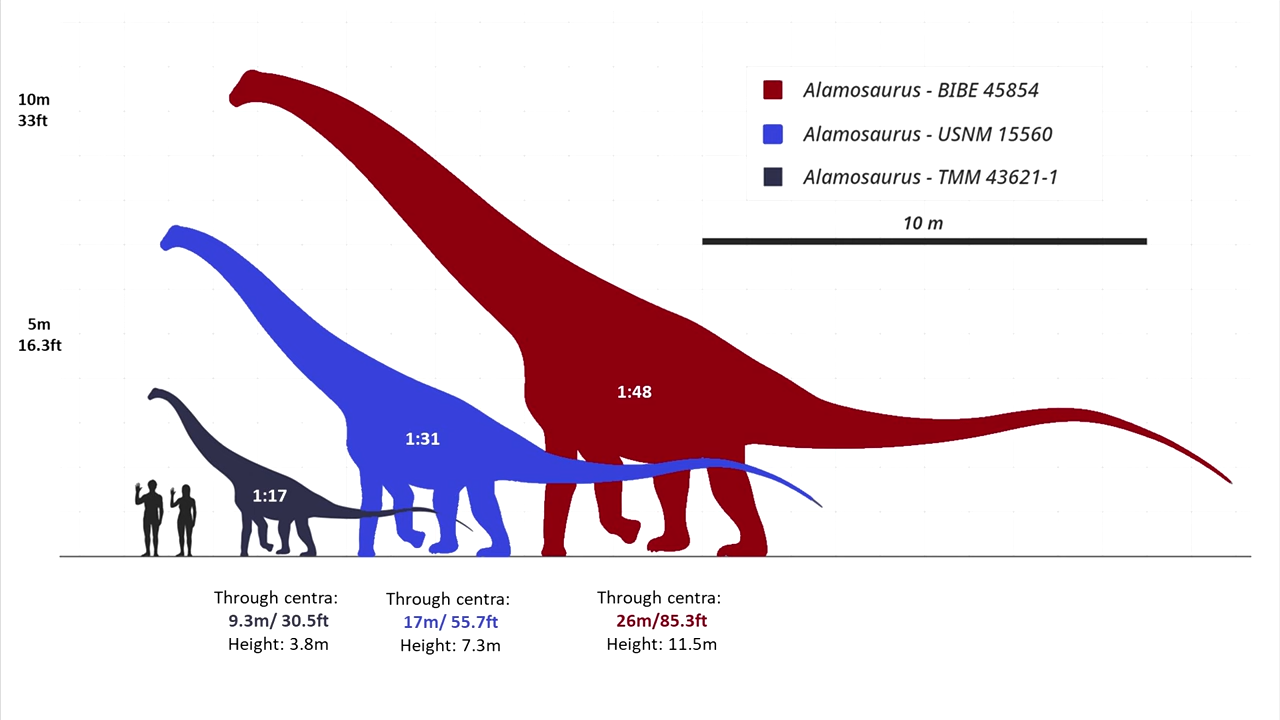 10m
33ft
5m
16.3ft
Alamosaurus - BIBE 45854
Alamosaurus - USNM 15560
Alamosaurus - TMM 43621-1
10 m
1:48
1:31
1:17
Through centra:
9.3m/ 30.5ft
Height: 3.8m
Through centra:
17m/ 55.7ft
Height: 7.3m
Through centra:
26m/85.3ft
Height: 11.5m